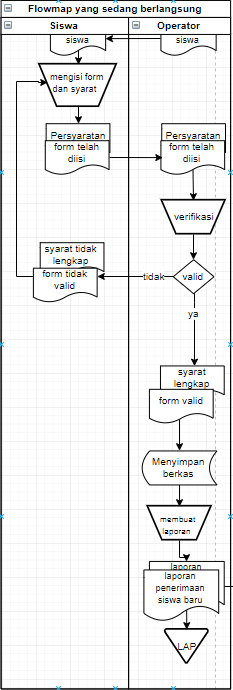 Flowmap yang sedang berlangsung
Siswa
Operator
siswa
siswa
mengisi form
dan syarat
Persyaratan
form telah
diisi
Persyaratan
form telah
diisi
verifikasi
syarat tidak
lengkap
form tidak
valid
tidak
valid
ya
syarat
lengkap
form valid
Menyimpan
berkas
membuat
laporan
laporan
laporan
penerimaan
siswa baru
LAP